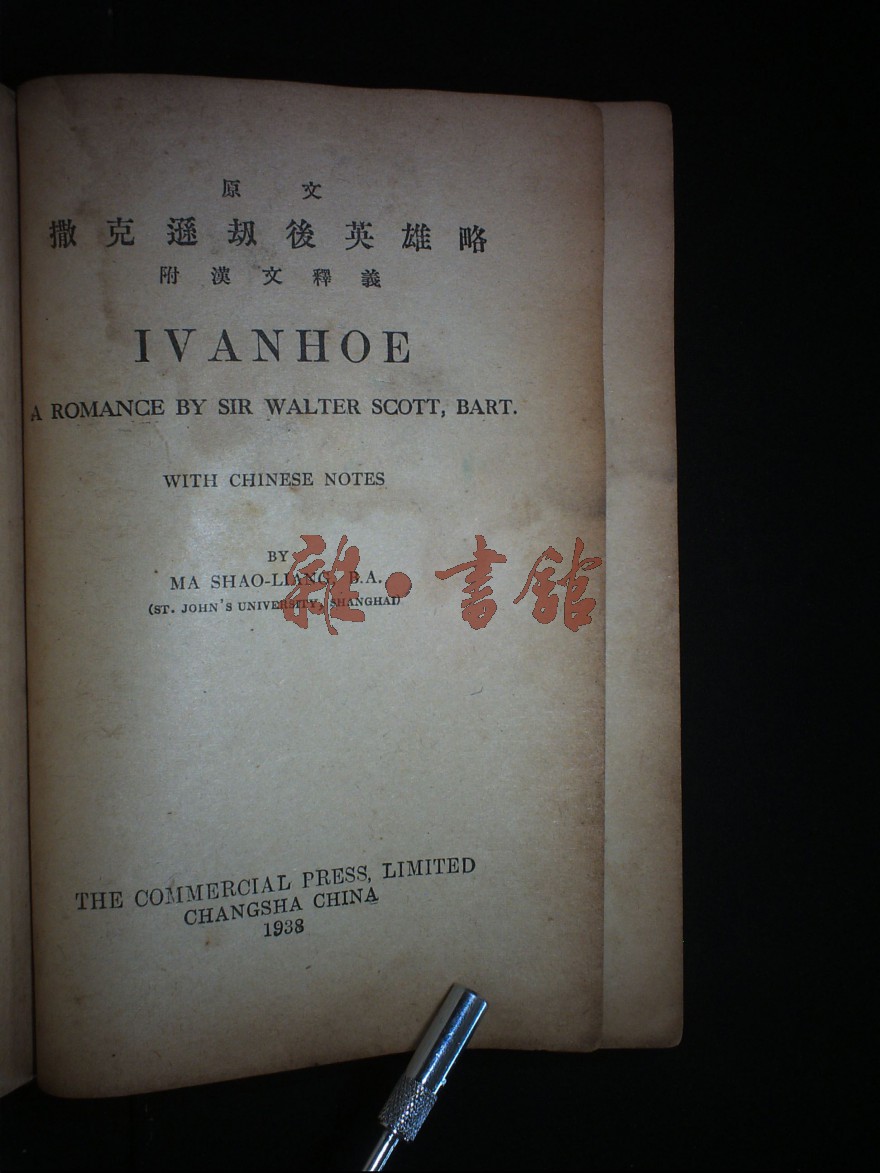 原文
撒克遜刼後英雄略
附漢文釋義
IVANHOE
A ROMANCE BY SIR WALTER SCOTT, BART.
WITH CHINESE NOTES
BY
MA SHAO-LIANG, B.A.
(ST. JOHN'S UNIVERSITY, SHANGHAI)
雜·書館
THE COMMERCIAL PRESS, LIMITED
CHANGSHA CHINA
1938